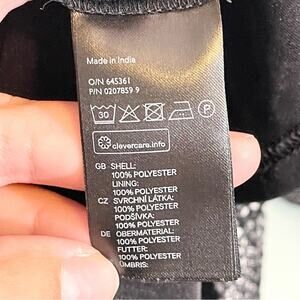 Made in India
O/N 645361
P/N 0207859 9
30
P
clevercare.info
GB SHELL:
100% POLYESTER
LINING:
100% POLYESTER
CZ SVRCHNÍ LÁTKA:
100% POLYESTER
PODŠÍVKA:
100% POLYESTER
DE OBERMATERIAL:
100% POLYESTER
FUTTER:
100% POLYESTER